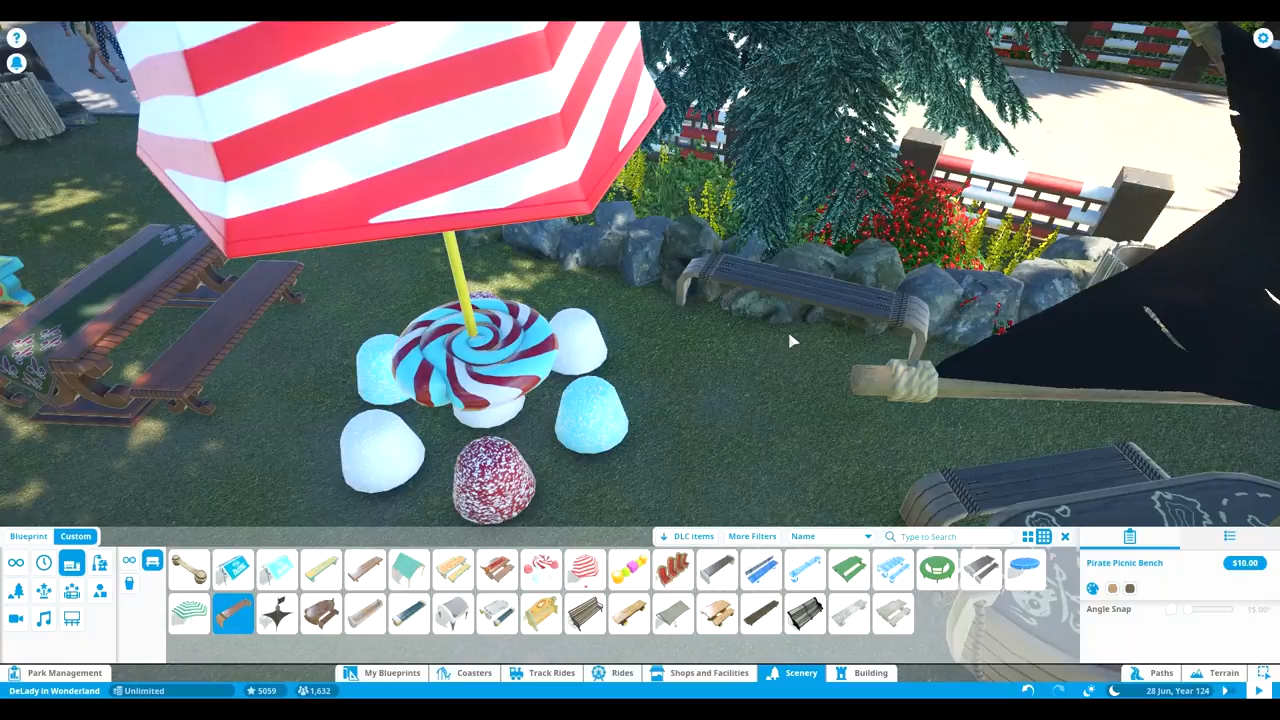 Blueprint Custom
DLC items More Filters Name Type to Search
Pirate Picnic Bench $10.00
Angle Snap 15.00°
Park Management My Blueprints Coasters Track Rides Rides Shops and Facilities Scenery Building Paths Terrain
DeLady in Wonderland Unlimited 5059 1,632 28 Jun, Year 124